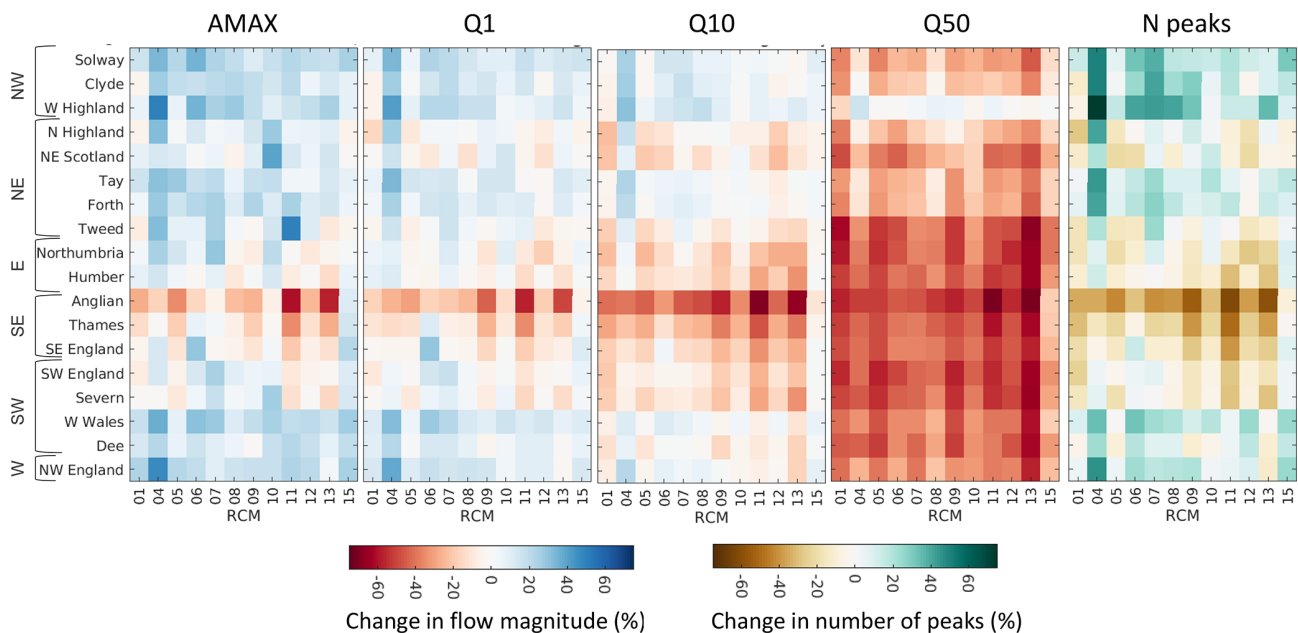 AMAX Q1 Q10 Q50 N peaks
NW
Solway
Clyde
W Highland
NE
N Highland
NE Scotland
Tay
Forth
Tweed
E
Northumbria
Humber
SE
Anglian
Thames
SE England
SW
SW England
Severn
W Wales
Dee
W
NW England
01 04 05 06 07 08 09 10 11 12 13 15 01 04 05 06 07 08 09 10 11 12 13 15 01 04 05 06 07 08 09 10 11 12 13 15 01 04 05 06 07 08 09 10 11 12 13 15 01 04 05 06 07 08 09 10 11 12 13 15
RCM RCM RCM RCM RCM
-60 -40 -20 0 20 40 60 -60 -40 -20 0 20 40 60
Change in flow magnitude (%) Change in number of peaks (%)